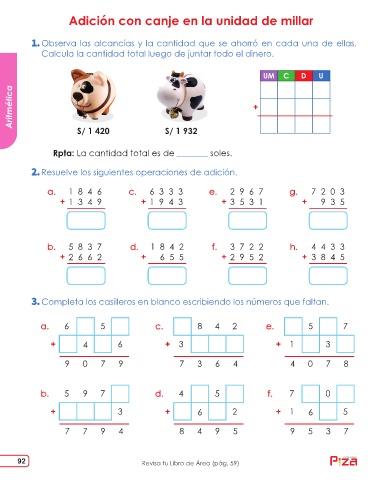 Adición con canje en la unidad de millar
Aritmética
1. Observa las alcancías y la cantidad que se ahorró en cada una de ellas.
Calcula la cantidad total luego de juntar todo el dinero.
UM C D U
+
S/ 1 420 S/ 1 932
Rpta: La cantidad total es de _______ soles.
2. Resuelve los siguientes operaciones de adición.
a. 1 8 4 6 c. 6 3 3 3 e. 2 9 6 7 g. 7 2 0 3
+ 1 3 4 9 + 1 9 4 3 + 3 5 3 1 + 9 3 5
b. 5 8 3 7 d. 1 8 4 2 f. 3 7 2 2 h. 4 4 3 3
+ 2 6 6 2 + 6 5 5 + 2 9 5 2 + 3 8 4 5
3. Completa los casilleros en blanco escribiendo los números que faltan.
a. 6 5 c. 8 4 2 e. 5 7
+ 4 6 + 3 + 1 3
9 0 7 9 7 3 6 4 4 0 7 8
b. 5 9 7 d. 4 5 f. 7 0
+ 3 + 6 2 + 1 6 5
7 7 9 4 8 4 9 5 9 5 3 7
92 Revisa tu Libro de Área (pág. 59)